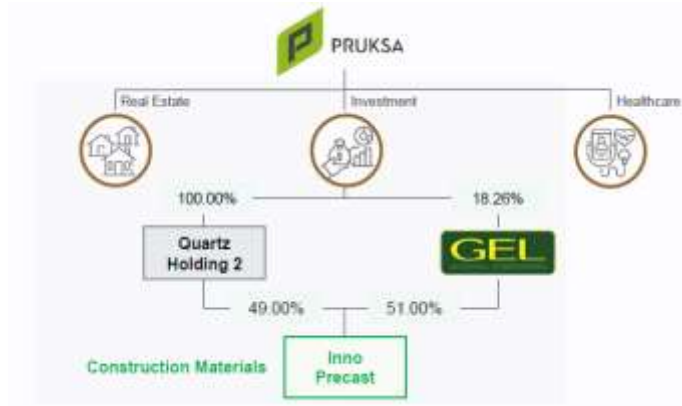 PRUKSA
Real Estate
Investment
Healthcare
100.00%
18.26%
Quartz
Holding 2
GEL
49.00%
51.00%
Construction Materials
Inno
Precast